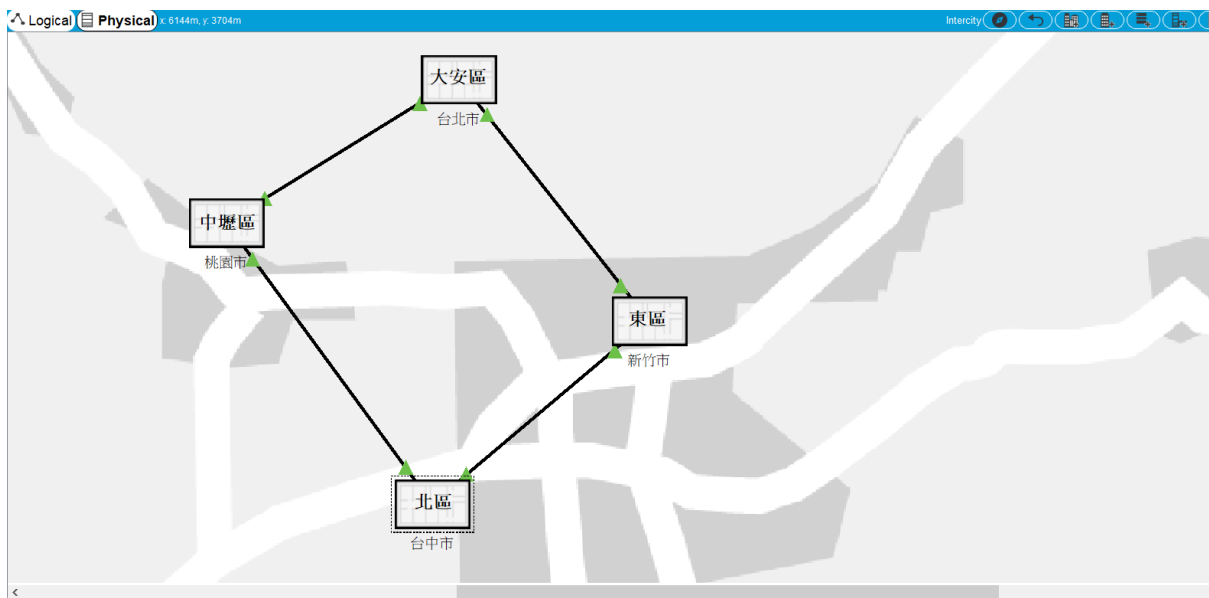 Logical Physical x: 6144m, y: 3704m Intercity
大安區
台北市
中壢區
桃園市
東區
新竹市
北區
台中市